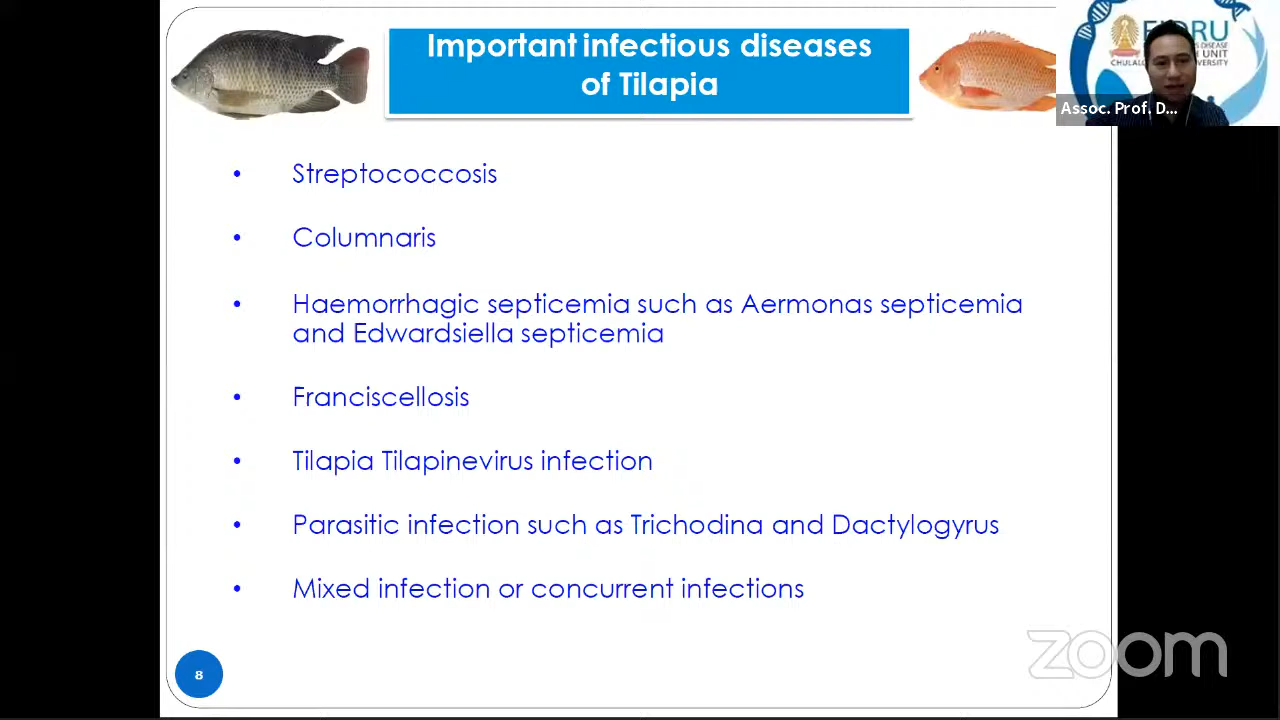 Important infectious diseases
of Tilapia
Assoc. Prof. D...
• Streptococcosis
• Columnaris
• Haemorrhagic septicemia such as Aermonas septicemia
and Edwardsiella septicemia
• Franciscellosis
• Tilapia Tilapinevirus infection
• Parasitic infection such as Trichodina and Dactylogyrus
• Mixed infection or concurrent infections
8
zoom